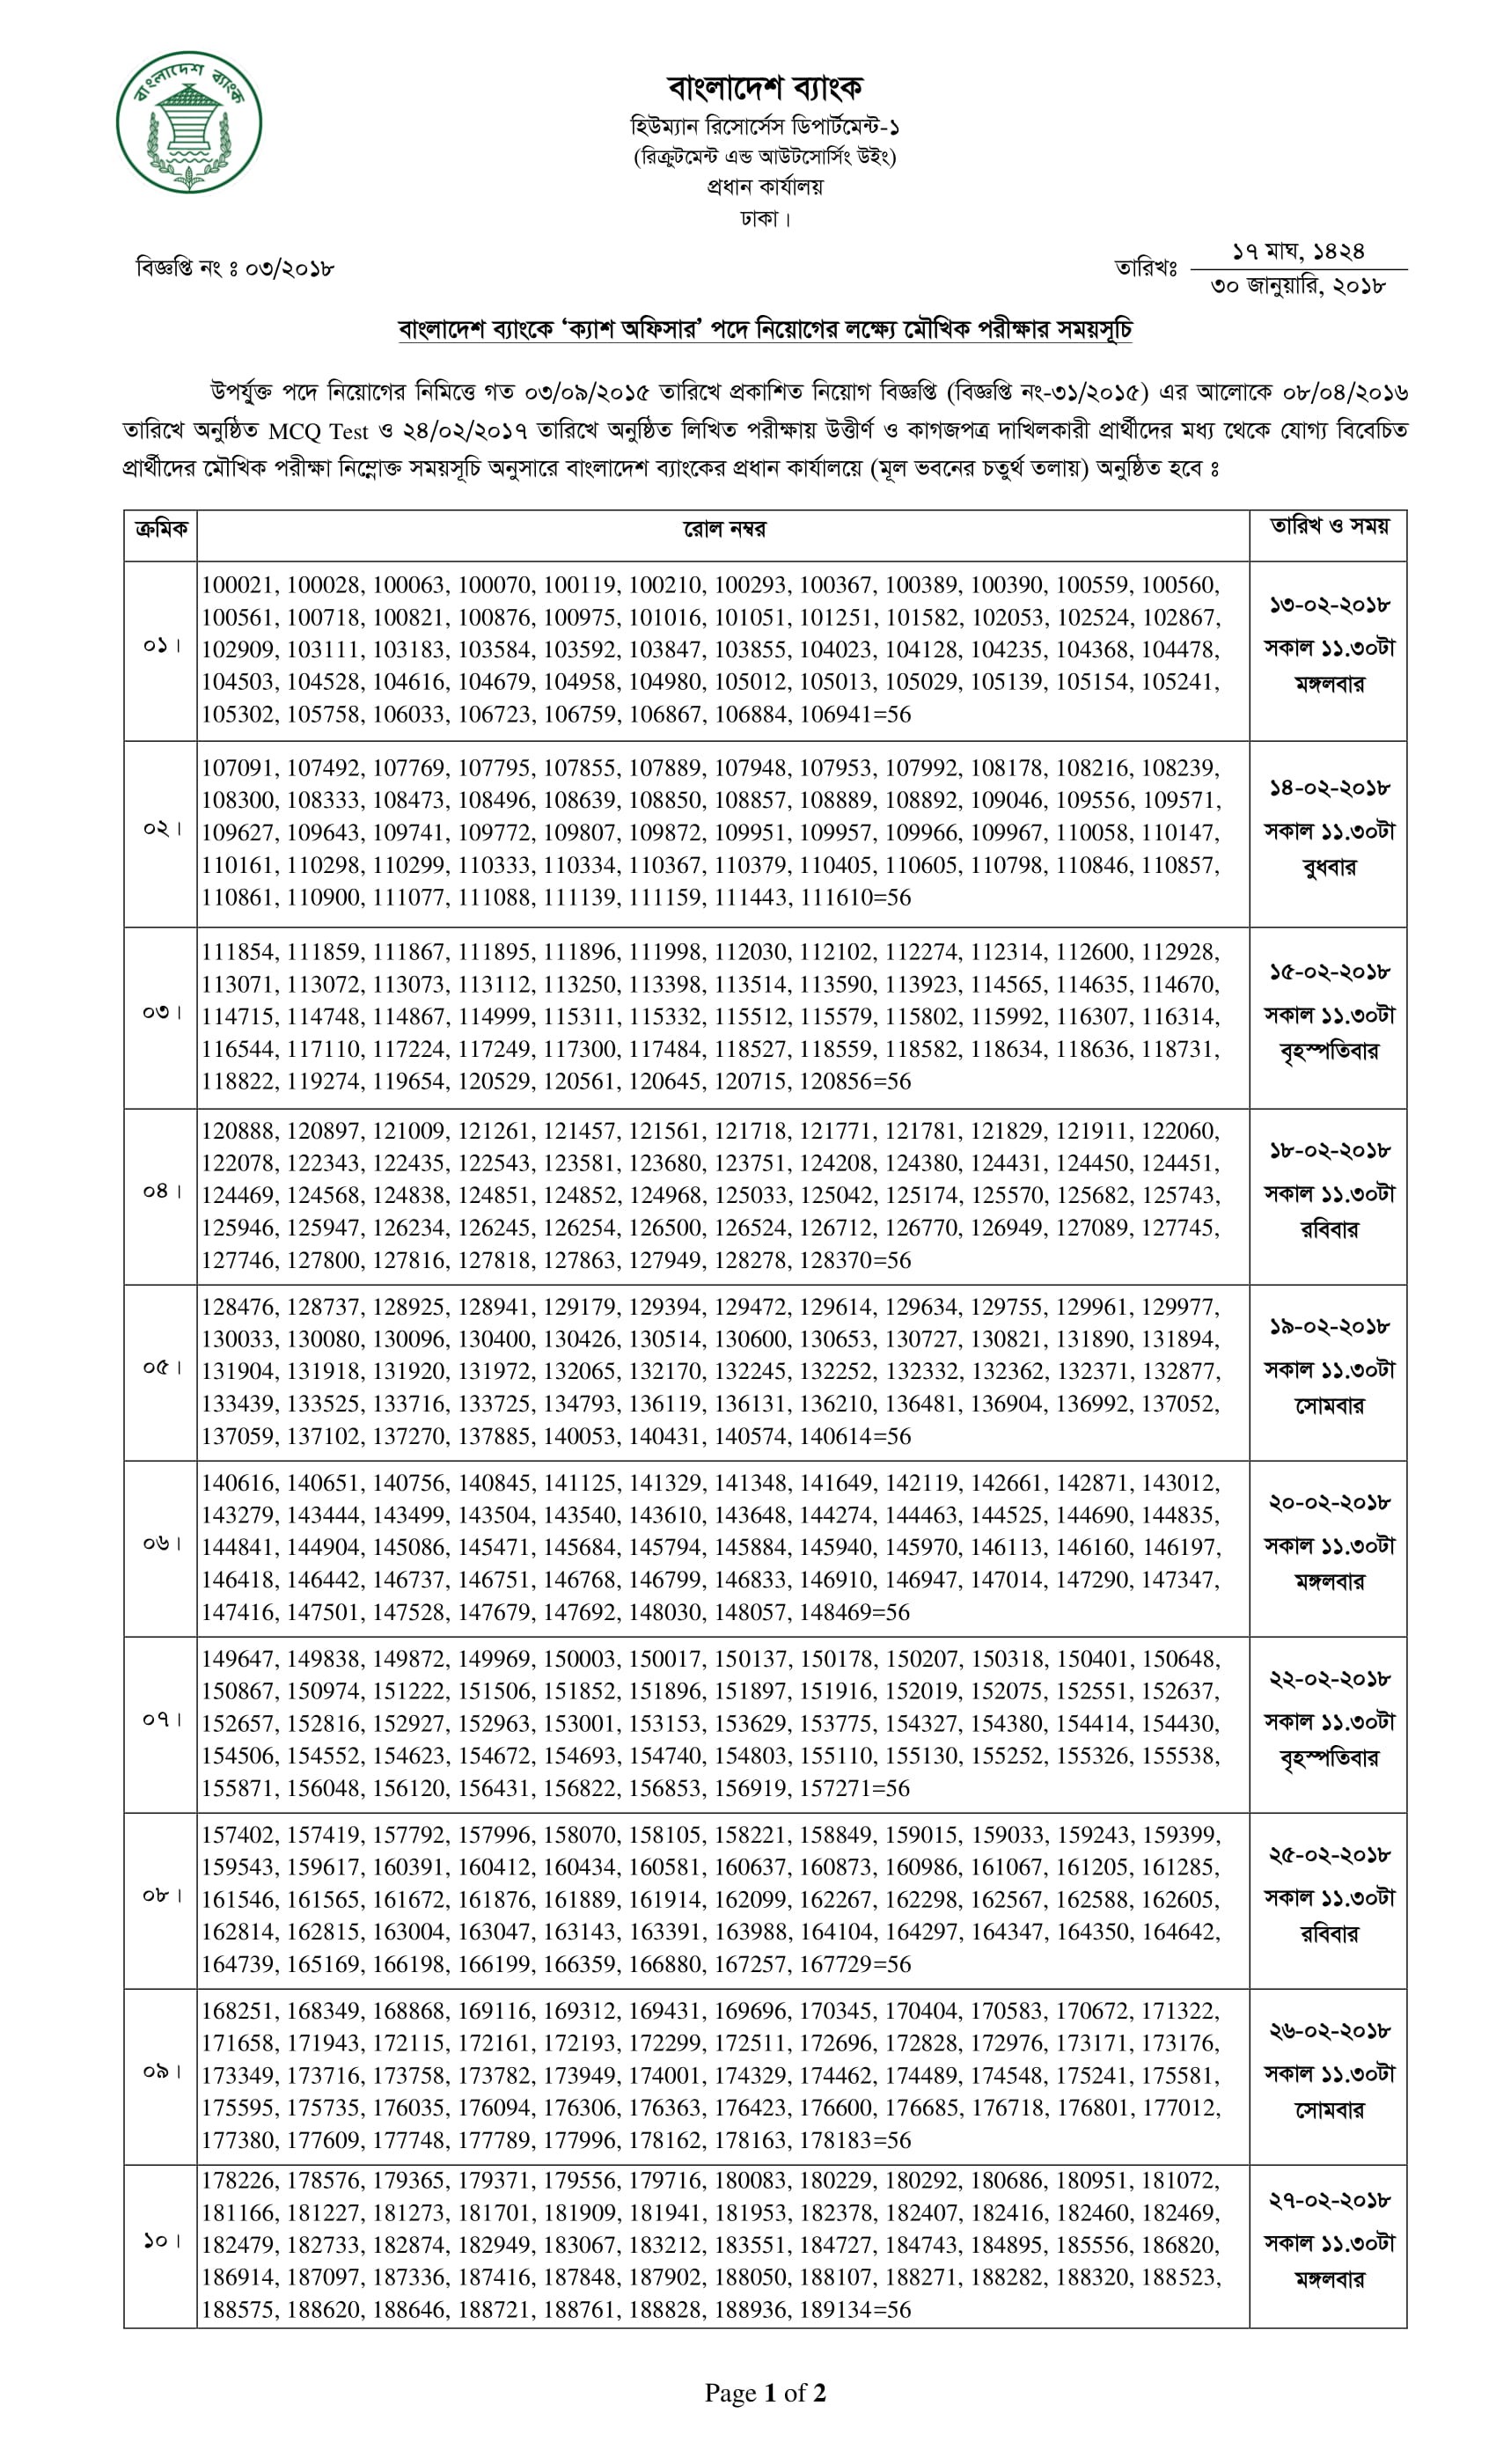 বাংলাদেশ ব্যাংক
বাংলাদেশ ব্যাংক
হিউম্যান রিসোর্সেস ডিপার্টমেন্ট-১
(রিক্রুটমেন্ট এন্ড আউটসোর্সিং উইং)
প্রধান কার্যালয়
ঢাকা।
বিজ্ঞপ্তি নং ঃ ০৩/২০১৮
তারিখঃ ১৭ মাঘ, ১৪২৪
৩০ জানুয়ারি, ২০১৮
বাংলাদেশ ব্যাংকে ‘ক্যাশ অফিসার’ পদে নিয়োগের লক্ষ্যে মৌখিক পরীক্ষার সময়সূচি
উপর্যুক্ত পদে নিয়োগের নিমিত্তে গত ০৩/০৯/২০১৫ তারিখে প্রকাশিত নিয়োগ বিজ্ঞপ্তি (বিজ্ঞপ্তি নং-৩১/২০১৫) এর আলোকে ০৮/০৪/২০১৬
তারিখে অনুষ্ঠিত MCQ Test ও ২৪/০২/২০১৭ তারিখে অনুষ্ঠিত লিখিত পরীক্ষায় উত্তীর্ণ ও কাগজপত্র দাখিলকারী প্রার্থীদের মধ্য থেকে যোগ্য বিবেচিত
প্রার্থীদের মৌখিক পরীক্ষা নিম্নোক্ত সময়সূচি অনুসারে বাংলাদেশ ব্যাংকের প্রধান কার্যালয়ে (মূল ভবনের চতুর্থ তলায়) অনুষ্ঠিত হবে ঃ
ক্রমিক রোল নম্বর তারিখ ও সময়
০১।
100021, 100028, 100063, 100070, 100119, 100210, 100293, 100367, 100389, 100390, 100559, 100560,
100561, 100718, 100821, 100876, 100975, 101016, 101051, 101251, 101582, 102053, 102524, 102867,
102909, 103111, 103183, 103584, 103592, 103847, 103855, 104023, 104128, 104235, 104368, 104478,
104503, 104528, 104616, 104679, 104958, 104980, 105012, 105013, 105029, 105139, 105154, 105241,
105302, 105758, 106033, 106723, 106759, 106867, 106884, 106941=56
১৩-০২-২০১৮
সকাল ১১.৩০টা
মঙ্গলবার
০২।
107091, 107492, 107769, 107795, 107855, 107889, 107948, 107953, 107992, 108178, 108216, 108239,
108300, 108333, 108473, 108496, 108639, 108850, 108857, 108889, 108892, 109046, 109556, 109571,
109627, 109643, 109741, 109772, 109807, 109872, 109951, 109957, 109966, 109967, 110058, 110147,
110161, 110298, 110299, 110333, 110334, 110367, 110379, 110405, 110605, 110798, 110846, 110857,
110861, 110900, 111077, 111088, 111139, 111159, 111443, 111610=56
১৪-০২-২০১৮
সকাল ১১.৩০টা
বুধবার
০৩।
111854, 111859, 111867, 111895, 111896, 111998, 112030, 112102, 112274, 112314, 112600, 112928,
113071, 113072, 113073, 113112, 113250, 113398, 113514, 113590, 113923, 114565, 114635, 114670,
114715, 114748, 114867, 114999, 115311, 115332, 115512, 115579, 115802, 115992, 116307, 116314,
116544, 117110, 117224, 117249, 117300, 117484, 118527, 118559, 118582, 118634, 118636, 118731,
118822, 119274, 119654, 120529, 120561, 120645, 120715, 120856=56
১৫-০২-২০১৮
সকাল ১১.৩০টা
বৃহস্পতিবার
০৪।
120888, 120897, 121009, 121261, 121457, 121561, 121718, 121771, 121781, 121829, 121911, 122060,
122078, 122343, 122435, 122543, 123581, 123680, 123751, 124208, 124380, 124431, 124450, 124451,
124469, 124568, 124838, 124851, 124852, 124968, 125033, 125042, 125174, 125570, 125682, 125743,
125946, 125947, 126234, 126245, 126254, 126500, 126524, 126712, 126770, 126949, 127089, 127745,
127746, 127800, 127816, 127818, 127863, 127949, 128278, 128370=56
১৮-০২-২০১৮
সকাল ১১.৩০টা
রবিবার
০৫।
128476, 128737, 128925, 128941, 129179, 129394, 129472, 129614, 129634, 129755, 129961, 129977,
130033, 130080, 130096, 130400, 130426, 130514, 130600, 130653, 130727, 130821, 131890, 131894,
131904, 131918, 131920, 131972, 132065, 132170, 132245, 132252, 132332, 132362, 132371, 132877,
133439, 133525, 133716, 133725, 134793, 136119, 136131, 136210, 136481, 136904, 136992, 137052,
137059, 137102, 137270, 137885, 140053, 140431, 140574, 140614=56
১৯-০২-২০১৮
সকাল ১১.৩০টা
সোমবার
০৬।
140616, 140651, 140756, 140845, 141125, 141329, 141348, 141649, 142119, 142661, 142871, 143012,
143279, 143444, 143499, 143504, 143540, 143610, 143648, 144274, 144463, 144525, 144690, 144835,
144841, 144904, 145086, 145471, 145684, 145794, 145884, 145940, 145970, 146113, 146160, 146197,
146418, 146442, 146737, 146751, 146768, 146799, 146833, 146910, 146947, 147014, 147290, 147347,
147416, 147501, 147528, 147679, 147692, 148030, 148057, 148469=56
২০-০২-২০১৮
সকাল ১১.৩০টা
মঙ্গলবার
০৭।
149647, 149838, 149872, 149969, 150003, 150017, 150137, 150178, 150207, 150318, 150401, 150648,
150867, 150974, 151222, 151506, 151852, 151896, 151897, 151916, 152019, 152075, 152551, 152637,
152657, 152816, 152927, 152963, 153001, 153153, 153629, 153775, 154327, 154380, 154414, 154430,
154506, 154552, 154623, 154672, 154693, 154740, 154803, 155110, 155130, 155252, 155326, 155538,
155871, 156048, 156120, 156431, 156822, 156853, 156919, 157271=56
২২-০২-২০১৮
সকাল ১১.৩০টা
বৃহস্পতিবার
০৮।
157402, 157419, 157792, 157996, 158070, 158105, 158221, 158849, 159015, 159033, 159243, 159399,
159543, 159617, 160391, 160412, 160434, 160581, 160637, 160873, 160986, 161067, 161205, 161285,
161546, 161565, 161672, 161876, 161889, 161914, 162099, 162267, 162298, 162567, 162588, 162605,
162814, 162815, 163004, 163047, 163143, 163391, 163988, 164104, 164297, 164347, 164350, 164642,
164739, 165169, 166198, 166199, 166359, 166880, 167257, 167729=56
২৫-০২-২০১৮
সকাল ১১.৩০টা
রবিবার
০৯।
168251, 168349, 168868, 169116, 169312, 169431, 169696, 170345, 170404, 170583, 170672, 171322,
171658, 171943, 172115, 172161, 172193, 172299, 172511, 172696, 172828, 172976, 173171, 173176,
173349, 173716, 173758, 173782, 173949, 174001, 174329, 174462, 174489, 174548, 175241, 175581,
175595, 175735, 176035, 176094, 176306, 176363, 176423, 176600, 176685, 176718, 176801, 177012,
177380, 177609, 177748, 177789, 177996, 178162, 178163, 178183=56
২৬-০২-২০১৮
সকাল ১১.৩০টা
সোমবার
১০।
178226, 178576, 179365, 179371, 179556, 179716, 180083, 180229, 180292, 180686, 180951, 181072,
181166, 181227, 181273, 181701, 181909, 181941, 181953, 182378, 182407, 182416, 182460, 182469,
182479, 182733, 182874, 182949, 183067, 183212, 183551, 184727, 184743, 184895, 185556, 186820,
186914, 187097, 187336, 187416, 187848, 187902, 188050, 188107, 188271, 188282, 188320, 188523,
188575, 188620, 188646, 188721, 188761, 188828, 188936, 189134=56
২৭-০২-২০১৮
সকাল ১১.৩০টা
মঙ্গলবার
Page 1 of 2